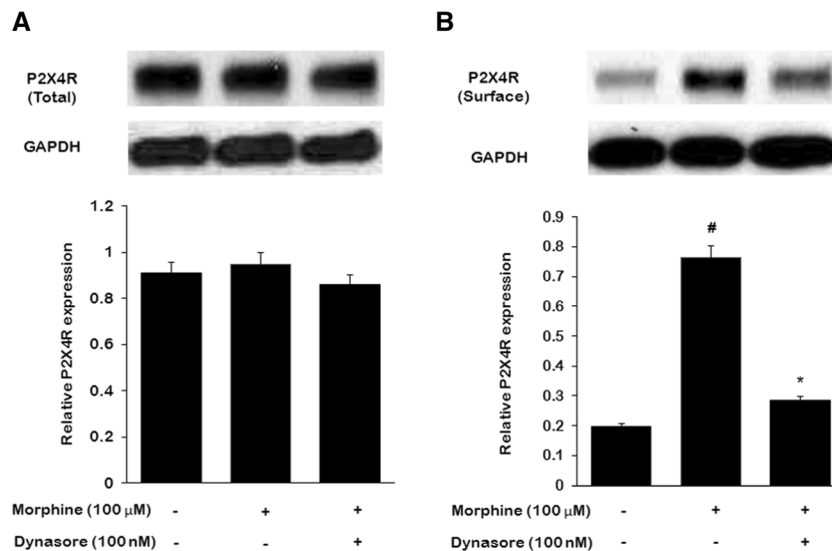 A
P2X4R
(Total)
GAPDH
Relative P2X4R expression
1.2
1
0.8
0.6
0.4
0.2
0
Morphine (100 µM) - + +
Dynasore (100 nM) - - +
B
P2X4R
(Surface)
GAPDH
Relative P2X4R expression
0.9
0.8
0.7
0.6
0.5
0.4
0.3
0.2
0.1
0
#
*
Morphine (100 µM) - + +
Dynasore (100 nM) - - +